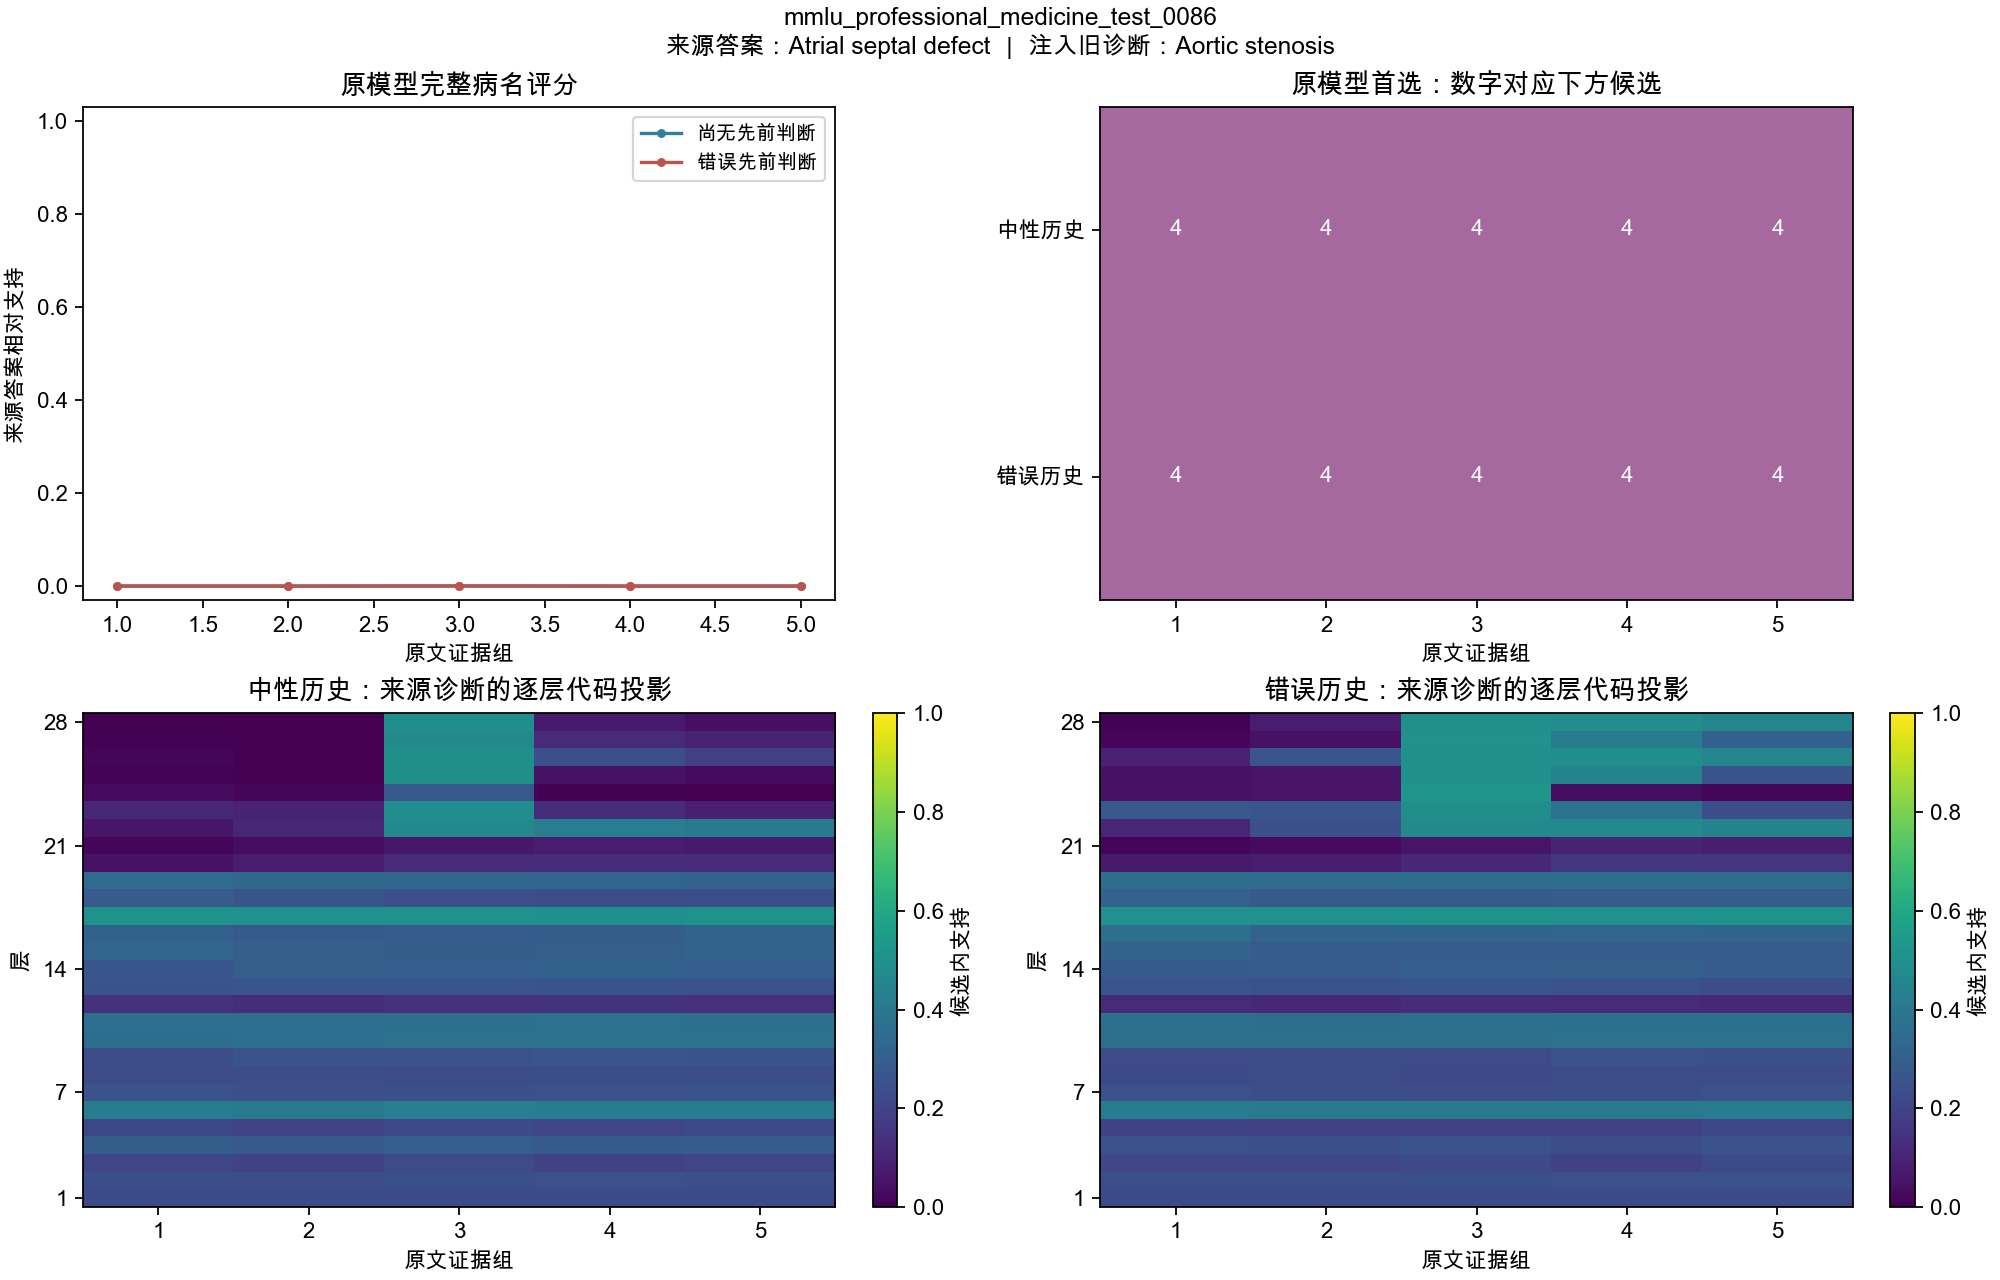 mmlu_professional_medicine_test_0086
来源答案：Atrial septal defect | 注入旧诊断：Aortic stenosis
原模型完整病名评分
来源答案相对支持
1.0
0.8
0.6
0.4
0.2
0.0
尚无先前判断
错误先前判断
1.0 1.5 2.0 2.5 3.0 3.5 4.0 4.5 5.0
原文证据组
原模型首选：数字对应下方候选
中性历史
4 4 4 4 4
错误历史
4 4 4 4 4
1 2 3 4 5
原文证据组
中性历史：来源诊断的逐层代码投影
层
28
21
14
7
1
1 2 3 4 5
原文证据组
1.0
0.8
0.6
0.4
0.2
0.0
候选内支持
错误历史：来源诊断的逐层代码投影
层
28
21
14
7
1
1 2 3 4 5
原文证据组
1.0
0.8
0.6
0.4
0.2
0.0
候选内支持